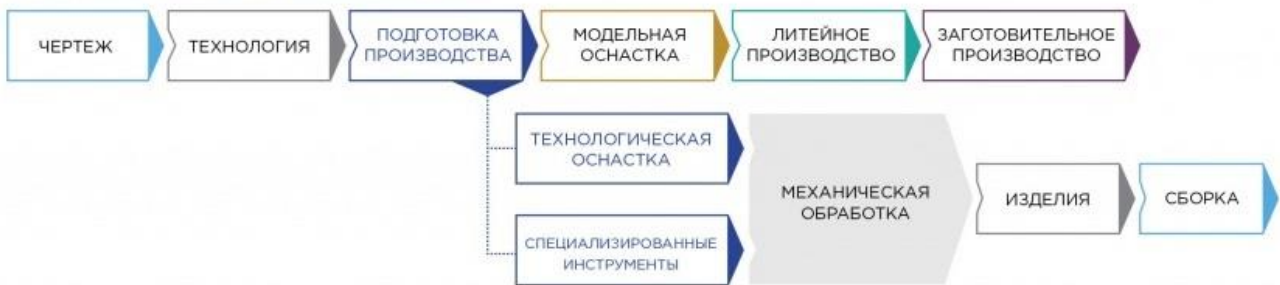 ЧЕРТЕЖ
ТЕХНОЛОГИЯ
ПОДГОТОВКА
ПРОИЗВОДСТВА
МОДЕЛЬНАЯ
ОСНАСТКА
ЛИТЕЙНОЕ
ПРОИЗВОДСТВО
ЗАГОТОВИТЕЛЬНОЕ
ПРОИЗВОДСТВО
ТЕХНОЛОГИЧЕСКАЯ
ОСНАСТКА
СПЕЦИАЛИЗИРОВАННЫЕ
ИНСТРУМЕНТЫ
МЕХАНИЧЕСКАЯ
ОБРАБОТКА
ИЗДЕЛИЯ
СБОРКА